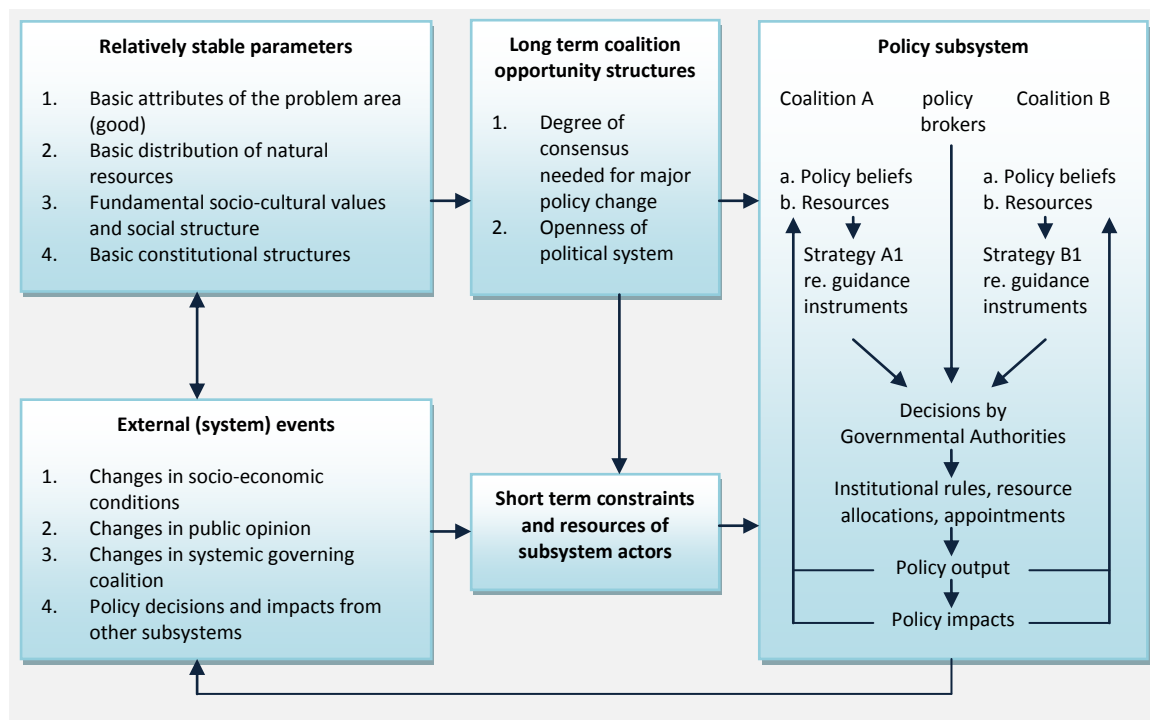 Relatively stable parameters
1. Basic attributes of the problem area
(good)
2. Basic distribution of natural
resources
3. Fundamental socio-cultural values
and social structure
4. Basic constitutional structures
Long term coalition
opportunity structures
1. Degree of
consensus
needed for major
policy change
2. Openness of
political system
Policy subsystem
Coalition A
policy
brokers
Coalition B
a. Policy beliefs
b. Resources
a. Policy beliefs
b. Resources
Strategy A1
re. guidance
instruments
Strategy B1
re. guidance
instruments
Decisions by
Governmental Authorities
Institutional rules, resource
allocations, appointments
Policy output
Policy impacts
External (system) events
1. Changes in socio-economic
conditions
2. Changes in public opinion
3. Changes in systemic governing
coalition
4. Policy decisions and impacts from
other subsystems
Short term constraints
and resources of
subsystem actors